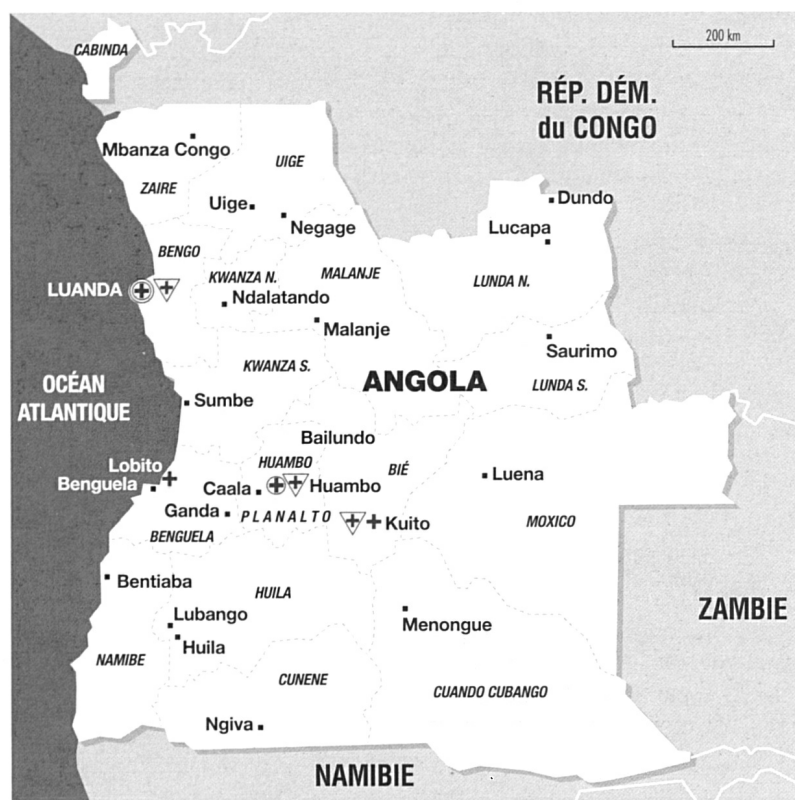 200 km
CABINDA
RÉP. DÉM.
du CONGO
Mbanza Congo
UIGE
ZAIRE
Uige
Negage
Dundo
Lucapa
BENGO
KWANZA N.
MALANJE
LUNDA N.
LUANDA
Ndalatando
Malanje
Saurimo
KWANZA S.
ANGOLA
LUNDA S.
OCÉAN
ATLANTIQUE
Sumbe
Bailundo
Lobito
HUAMBO
BIÉ
Luena
Benguela
Caala
Huambo
Ganda
PLANALTO
Kuito
MOXICO
BENGUELA
Bentiaba
HUILA
Lubango
Menongue
ZAMBIE
Huila
NAMIBE
CUNENE
CUANDO CUBANGO
Ngiva
NAMIBIE